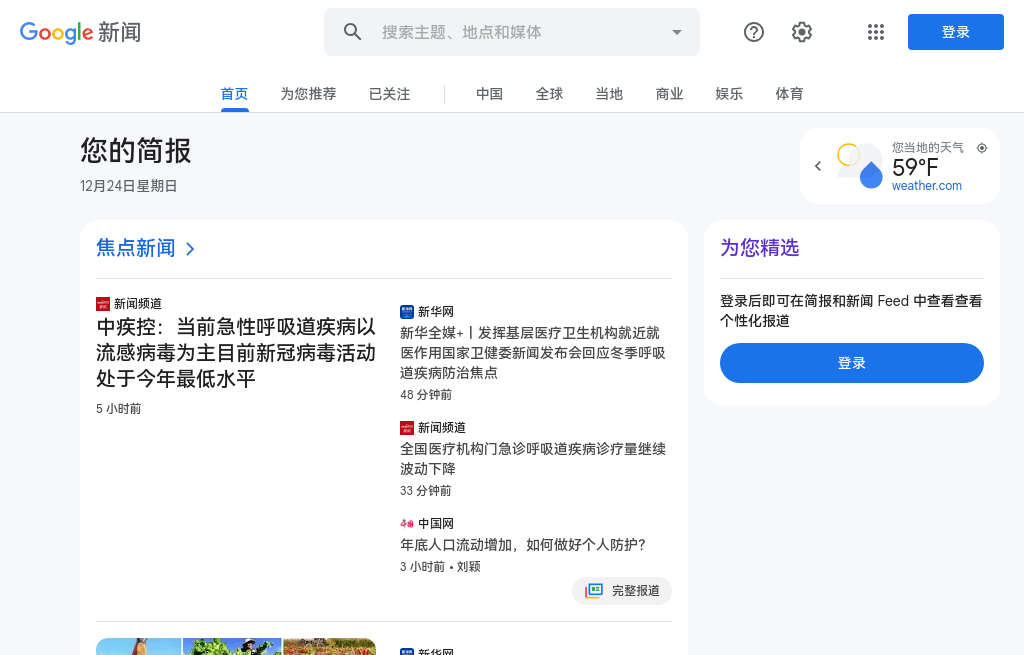 Google 新闻
搜索主题、地点和媒体
登录
首页
为您推荐
已关注
中国
全球
当地
商业
娱乐
体育
您的简报
12月24日星期日
您当地的天气
59°F
weather.com
焦点新闻
新闻频道
中疾控：当前急性呼吸道疾病以
流感病毒为主目前新冠病毒活动
处于今年最低水平
5 小时前
新华网
新华全媒+丨发挥基层医疗卫生机构就近就
医作用国家卫健委新闻发布会回应冬季呼吸
道疾病防治焦点
48 分钟前
新闻频道
全国医疗机构门急诊呼吸道疾病诊疗量继续
波动下降
33 分钟前
中国网
年底人口流动增加，如何做好个人防护？
3 小时前 • 刘颖
完整报道
新华网
为您精选
登录后即可在简报和新闻 Feed 中查看查看
个性化报道
登录